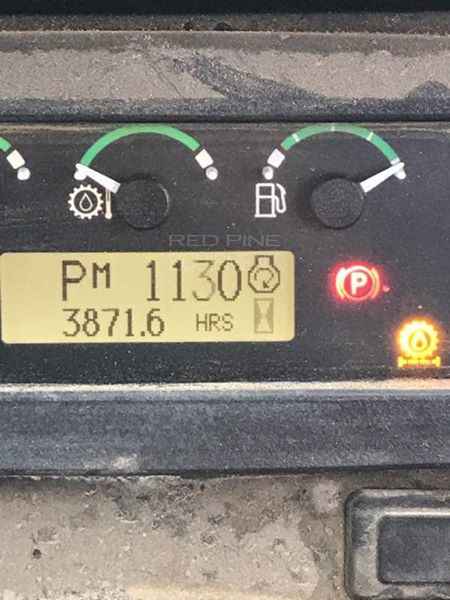 RED PINE
PM 1130
3871.6 HRS
P